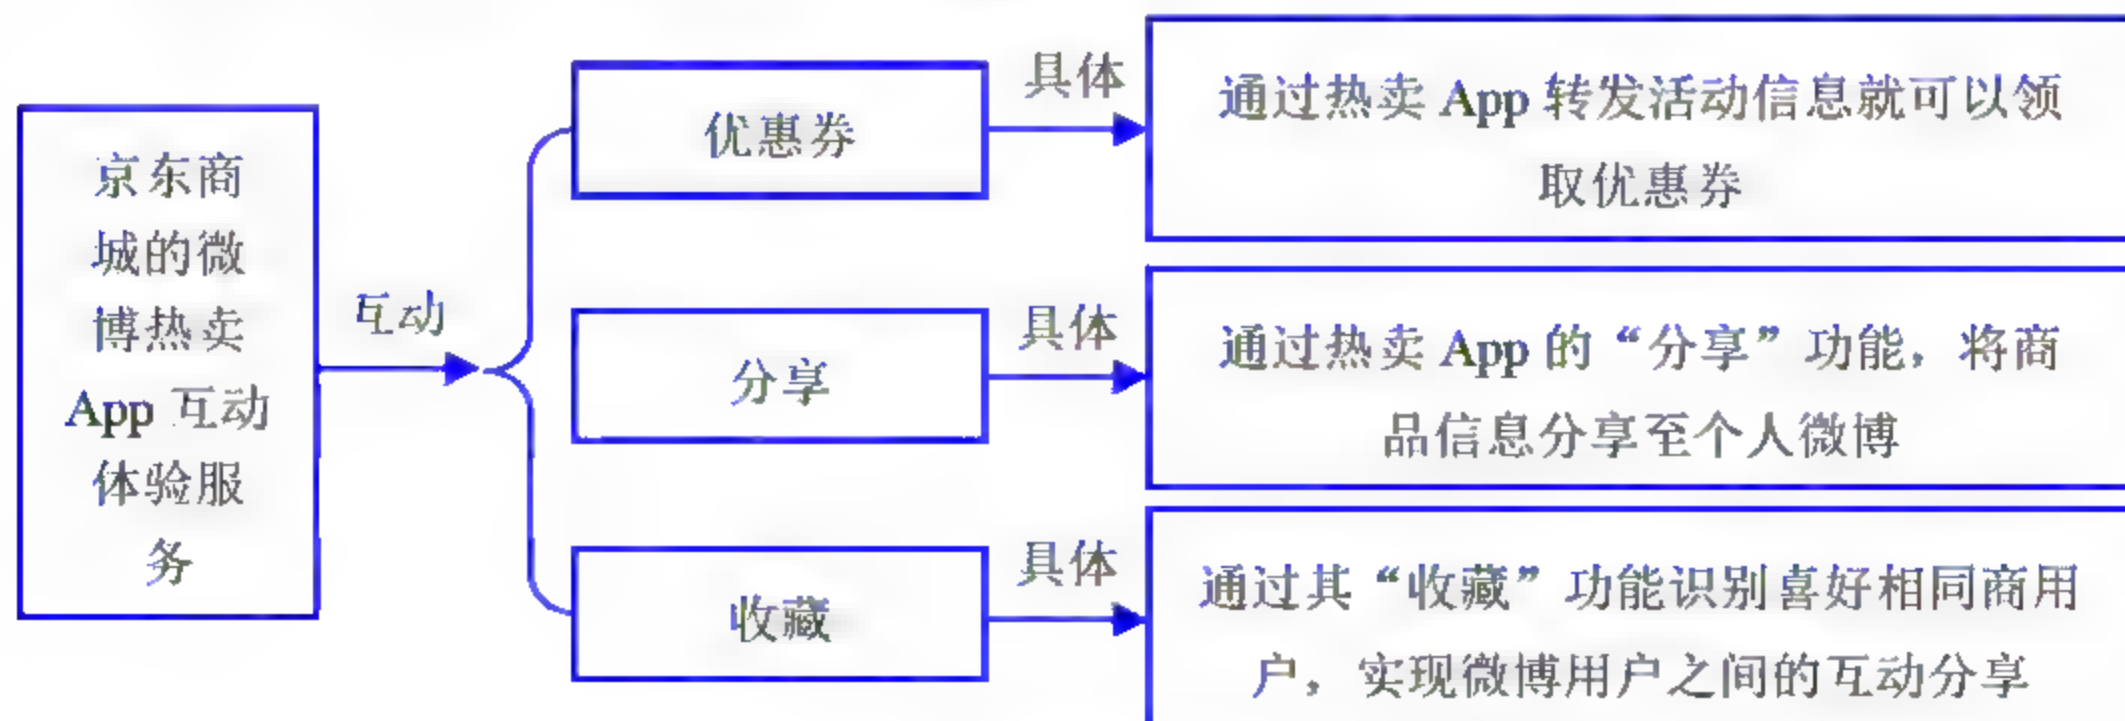 京东商
城的微
博热卖
App 互动
体验服
务
互动
优惠券
具体
通过热卖 App 转发活动信息就可以领
取优惠券
分享
具体
通过热卖 App 的“分享”功能，将商
品信息分享至个人微博
收藏
具体
通过其“收藏”功能识别喜好相同商用
户，实现微博用户之间的互动分享